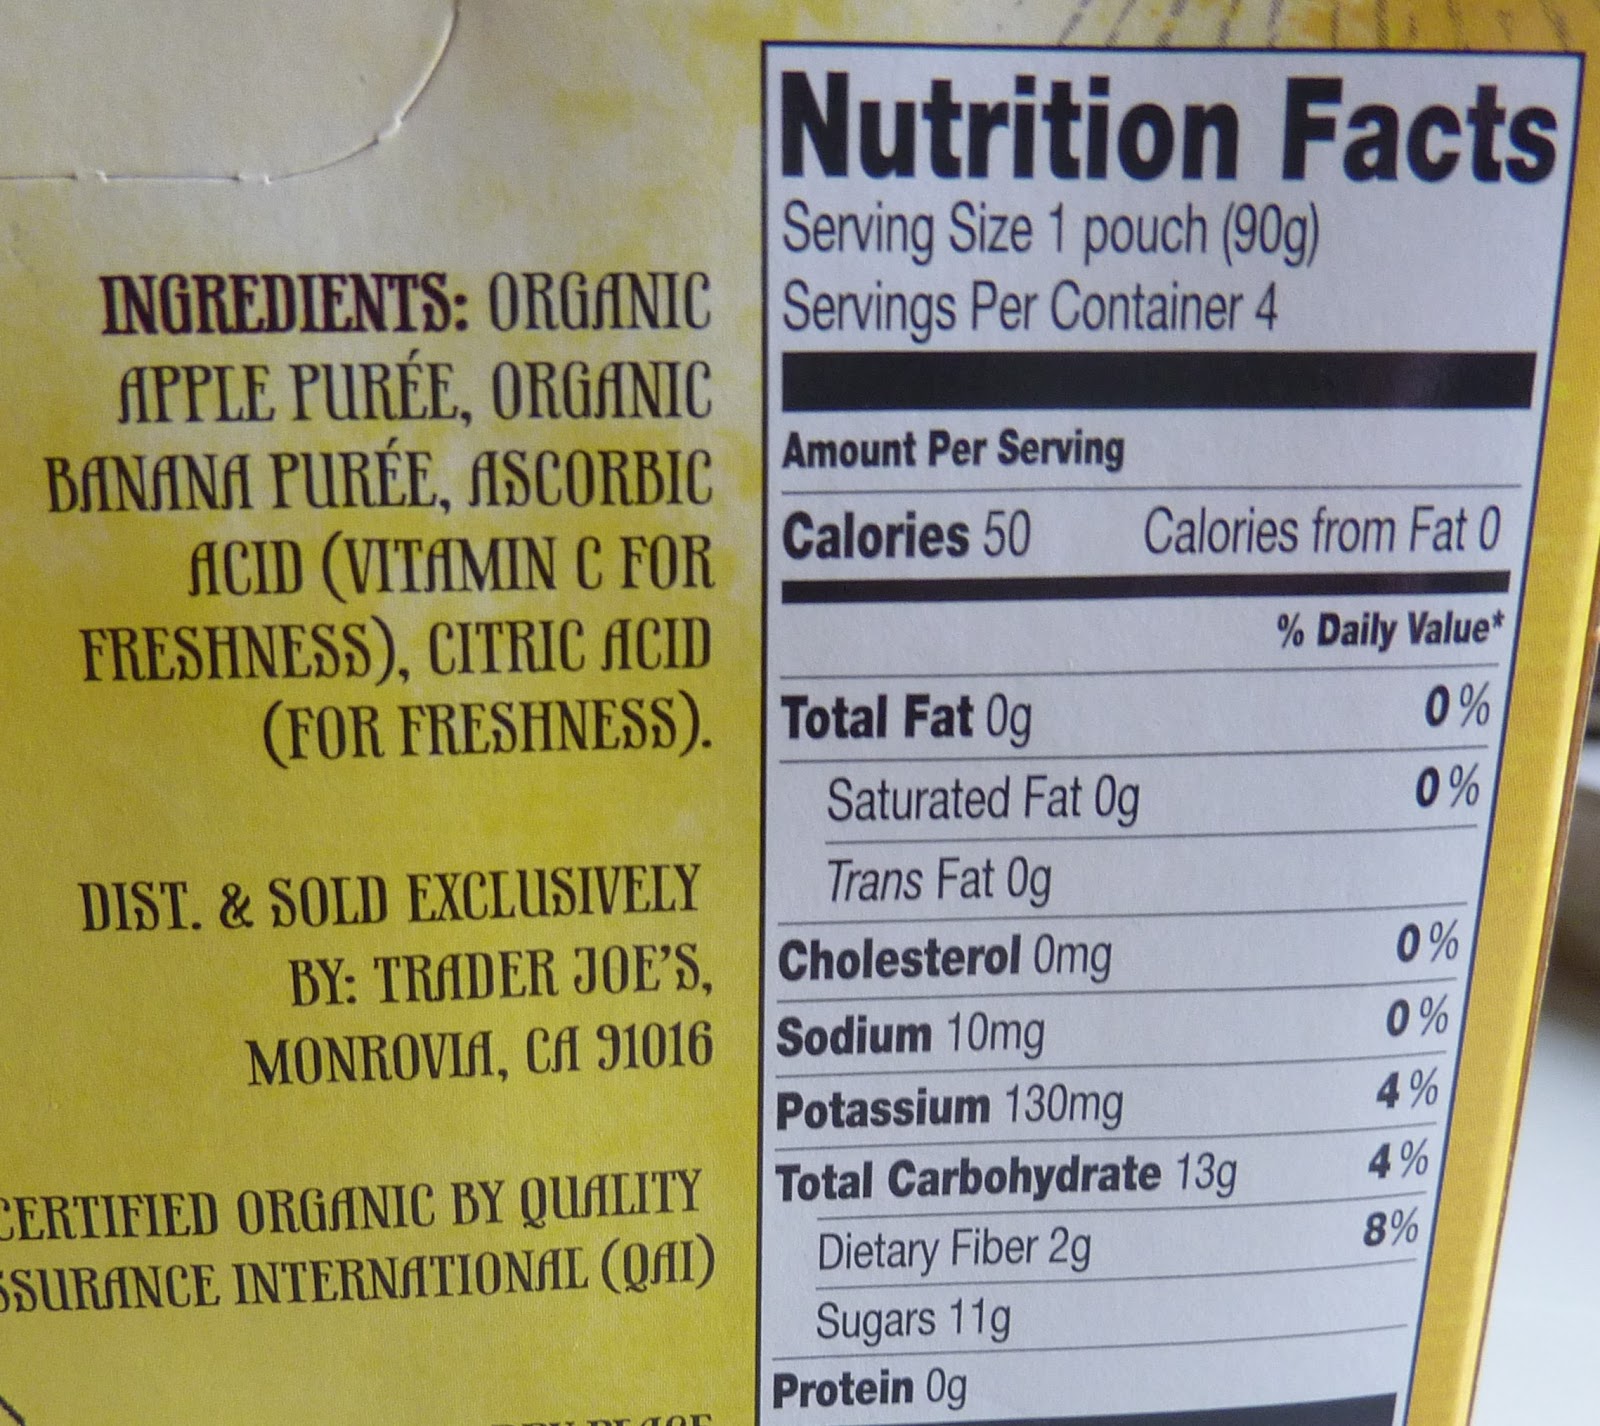 INGREDIENTS: ORGANIC
APPLE PURÉE, ORGANIC
BANANA PURÉE, ASCORBIC
ACID (VITAMIN C FOR
FRESHNESS), CITRIC ACID
(FOR FRESHNESS).
DIST. & SOLD EXCLUSIVELY
BY: TRADER JOE'S,
MONROVIA, CA 91016
CERTIFIED ORGANIC BY QUALITY
SSURANCE INTERNATIONAL (QAI)
Nutrition Facts
Serving Size 1 pouch (90g)
Servings Per Container 4
Amount Per Serving
Calories 50 Calories from Fat 0
% Daily Value*
Total Fat 0g 0%
Saturated Fat 0g 0%
Trans Fat 0g
Cholesterol 0mg 0%
Sodium 10mg 0%
Potassium 130mg 4%
Total Carbohydrate 13g 4%
Dietary Fiber 2g 8%
Sugars 11g
Protein 0g